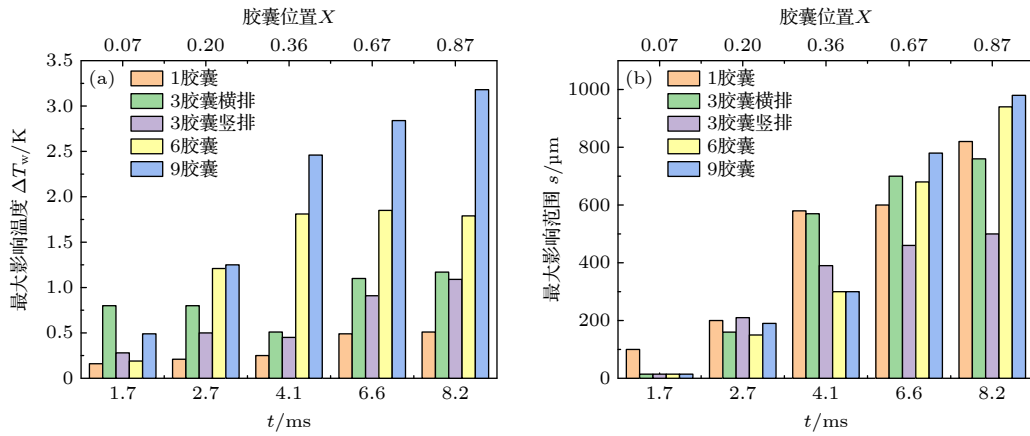 胶囊位置X
0.07 0.20 0.36 0.67 0.87
(a)
1胶囊
3胶囊横排
3胶囊竖排
6胶囊
9胶囊
3.5
3.0
2.5
2.0
1.5
1.0
0.5
0
最大影响温度 ΔTw/K
1.7 2.7 4.1 6.6 8.2
t/ms
胶囊位置X
0.07 0.20 0.36 0.67 0.87
(b)
1胶囊
3胶囊横排
3胶囊竖排
6胶囊
9胶囊
1000
800
600
400
200
0
最大影响范围 s/μm
1.7 2.7 4.1 6.6 8.2
t/ms